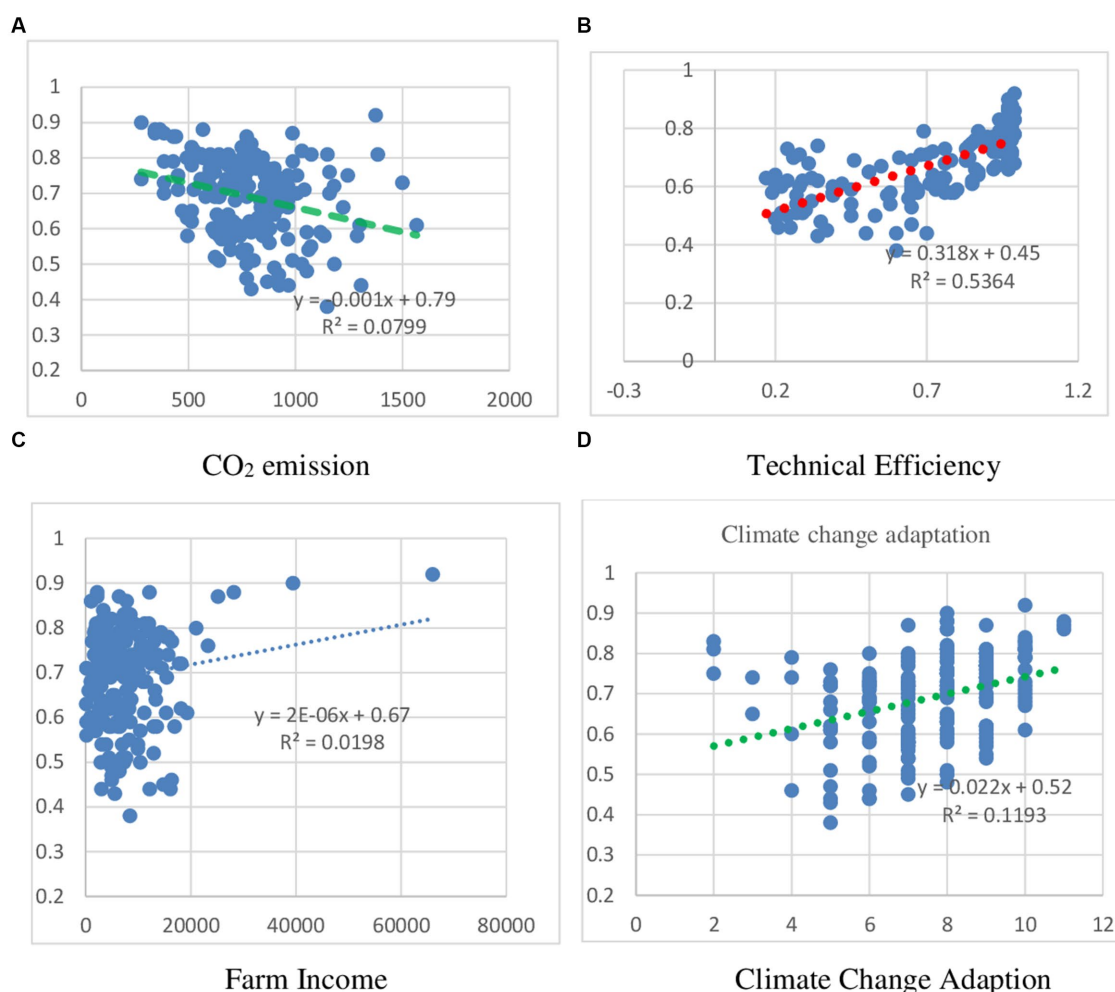 A
1
0.9
0.8
0.7
0.6
0.5
0.4
0.3
0.2
0 500 1000 1500 2000
y = -0.001x + 0.79
R² = 0.0799
CO₂ emission
B
1
0.8
0.6
0.4
0.2
0
-0.3 0.2 0.7 1.2
y = 0.318x + 0.45
R² = 0.5364
Technical Efficiency
C
1
0.9
0.8
0.7
0.6
0.5
0.4
0.3
0.2
0 20000 40000 60000 80000
y = 2E-06x + 0.67
R² = 0.0198
Farm Income
D
Climate change adaptation
1
0.9
0.8
0.7
0.6
0.5
0.4
0.3
0.2
0 2 4 6 8 10 12
y = 0.022x + 0.52
R² = 0.1193
Climate Change Adaption